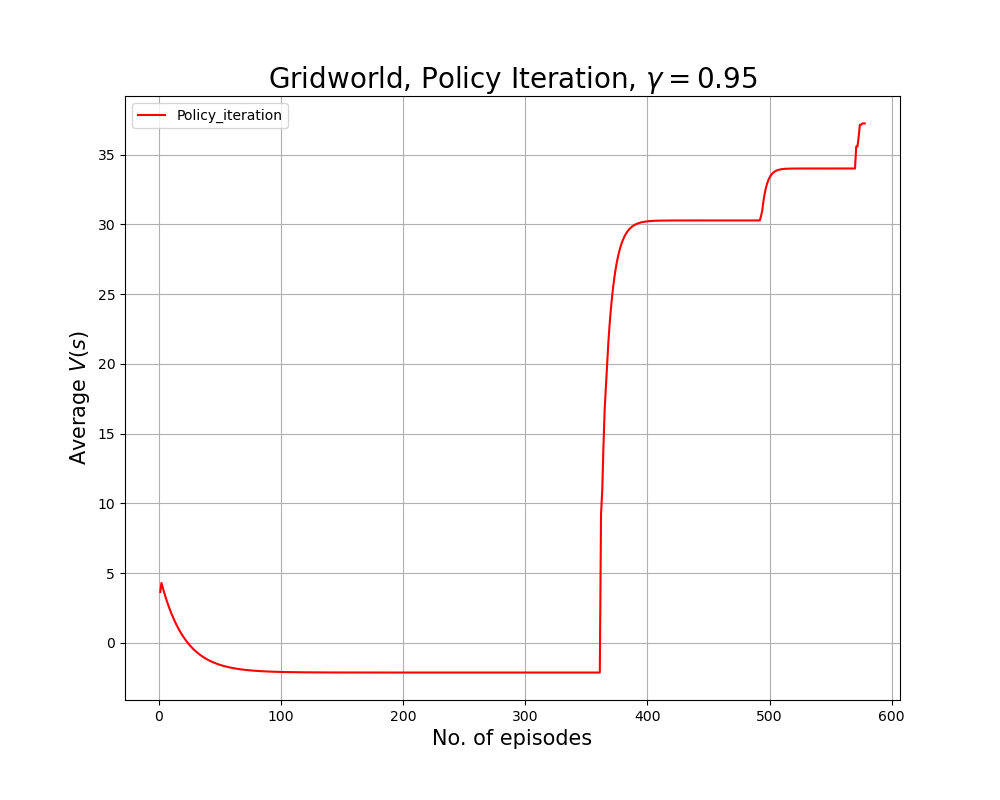 Gridworld, Policy Iteration, γ = 0.95
Policy_iteration
35
30
25
20
15
10
5
0
Average V(s)
0 100 200 300 400 500 600
No. of episodes